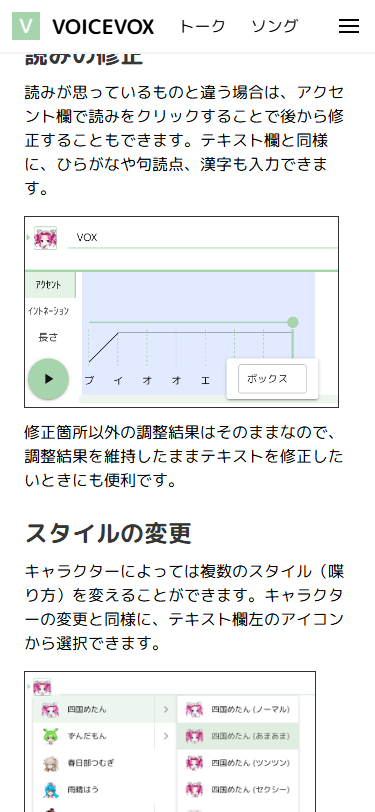 VOICEVOX トーク ソング
読みの修正
読みが思っているものと違う場合は、アクセ
ント欄で読みをクリックすることで後から修
正することもできます。テキスト欄と同様
に、ひらがなや句読点、漢字も入力できま
す。
VOX
アクセント
イントネーション
長さ
ブ イ オ オ エ
ボックス
修正箇所以外の調整結果はそのままなので、
調整結果を維持したままテキストを修正した
いときにも便利です。
スタイルの変更
キャラクターによっては複数のスタイル（喋
り方）を変えることができます。キャラクタ
ーの変更と同様に、テキスト欄左のアイコン
から選択できます。
四国めたん
四国めたん (ノーマル)
ずんだもん
四国めたん (あまあま)
春日部つむぎ
四国めたん (ツンツン)
雨晴はう
四国めたん (セクシー)